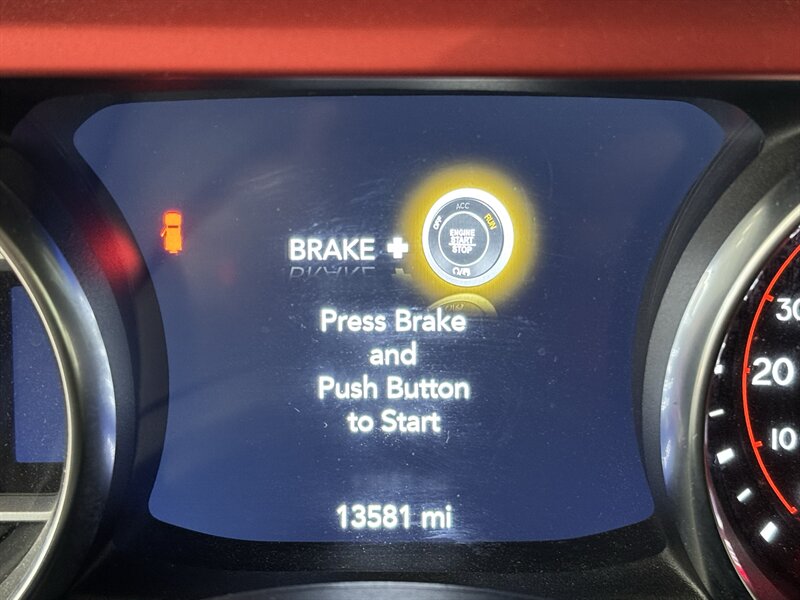 ACC
OFF
RUN
ENGINE
START
STOP
BRAKE +
Press Brake
and
Push Button
to Start
13581 mi
30
20
10